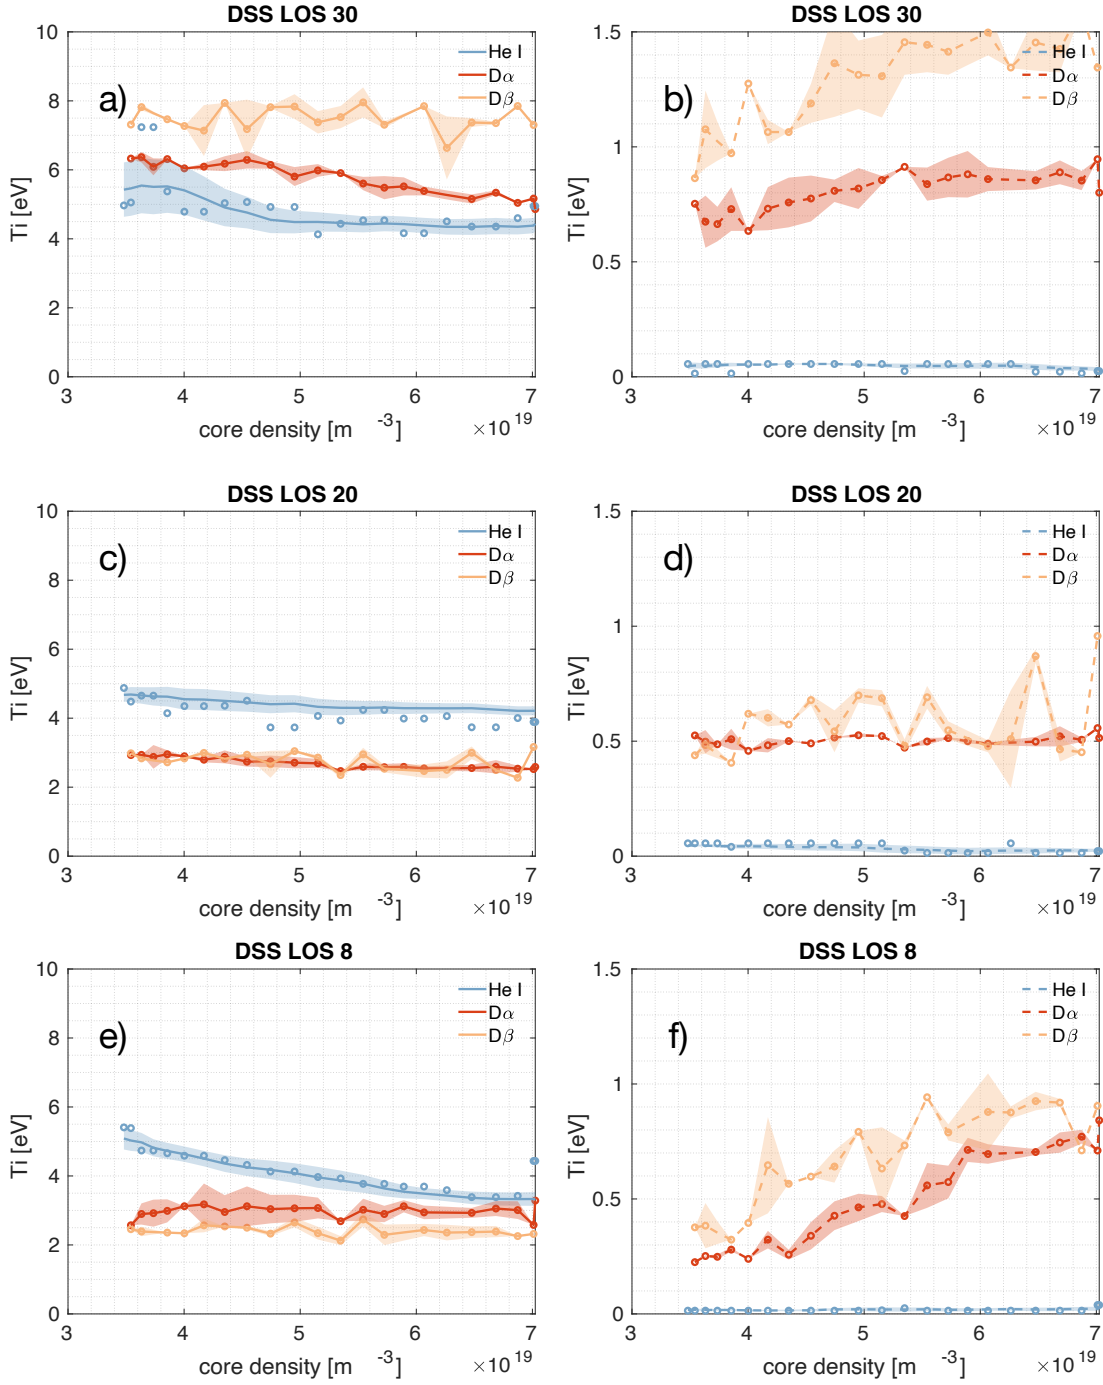 DSS LOS 30
10
8
6
4
2
0
Ti [eV]
a)
He I
Dα
Dβ
3 4 5 6 7
core density [m -3] ×10 19
DSS LOS 30
1.5
1
0.5
0
Ti [eV]
b)
He I
Dα
Dβ
3 4 5 6 7
core density [m -3] ×10 19
DSS LOS 20
10
8
6
4
2
0
Ti [eV]
c)
He I
Dα
Dβ
3 4 5 6 7
core density [m -3] ×10 19
DSS LOS 20
1.5
1
0.5
0
Ti [eV]
d)
He I
Dα
Dβ
3 4 5 6 7
core density [m -3] ×10 19
DSS LOS 8
10
8
6
4
2
0
Ti [eV]
e)
He I
Dα
Dβ
3 4 5 6 7
core density [m -3] ×10 19
DSS LOS 8
1.5
1
0.5
0
Ti [eV]
f)
He I
Dα
Dβ
3 4 5 6 7
core density [m -3] ×10 19